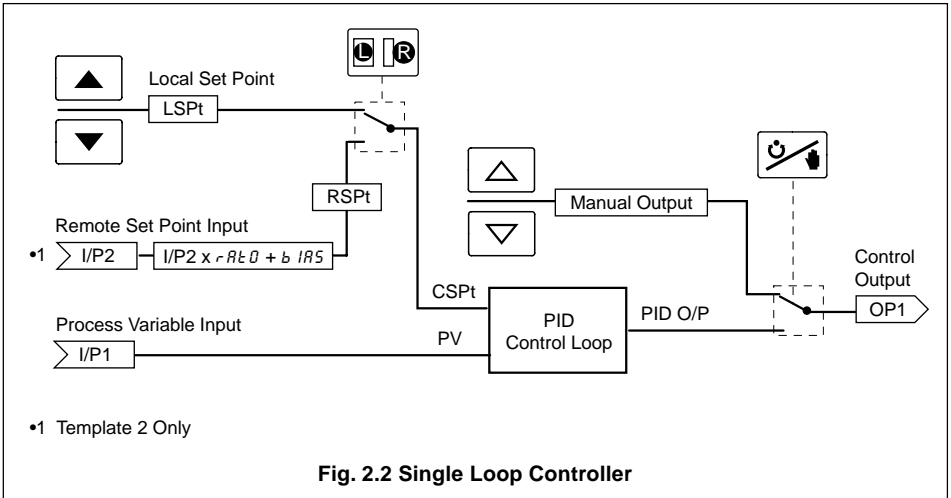 L R
Local Set Point
LSPt
RSPt
Manual Output
Remote Set Point Input
•1 I/P2 I/P2 x rAtO + bIAS
Control
Output
OP1
CSPt
PID
Control Loop
PID O/P
Process Variable Input
PV
I/P1
•1 Template 2 Only
Fig. 2.2 Single Loop Controller